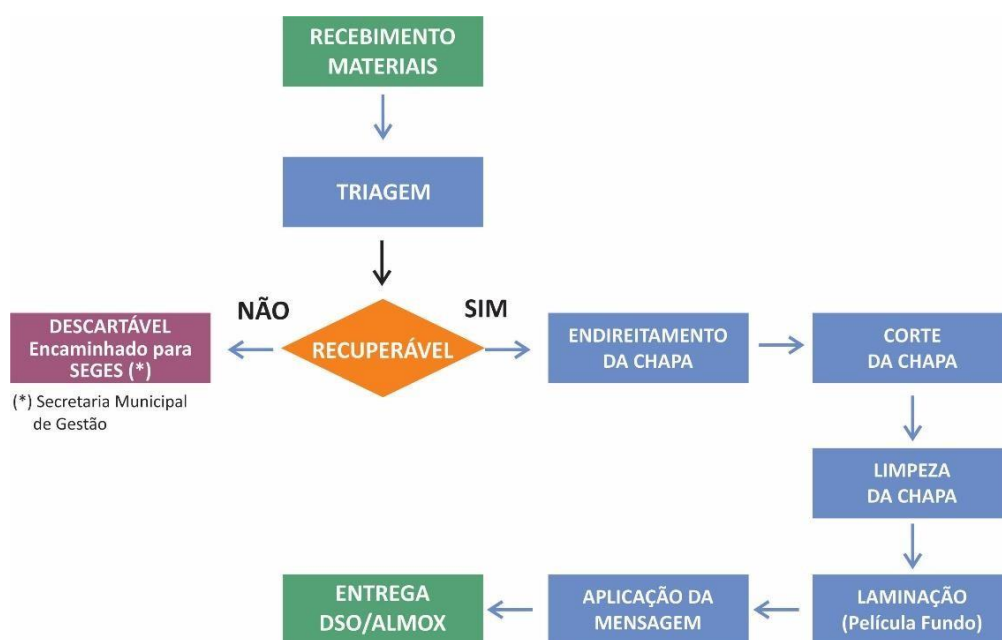 RECEBIMENTO
MATERIAIS
TRIAGEM
NÃO
SIM
DESCARTÁVEL
Encaminhado para
SEGES (*)
(*) Secretaria Municipal
de Gestão
RECUPERÁVEL
ENDIREITAMENTO
DA CHAPA
CORTE
DA CHAPA
LIMPEZA
DA CHAPA
LAMINAÇÃO
(Película Fundo)
APLICAÇÃO DA
MENSAGEM
ENTREGA
DSO/ALMOX